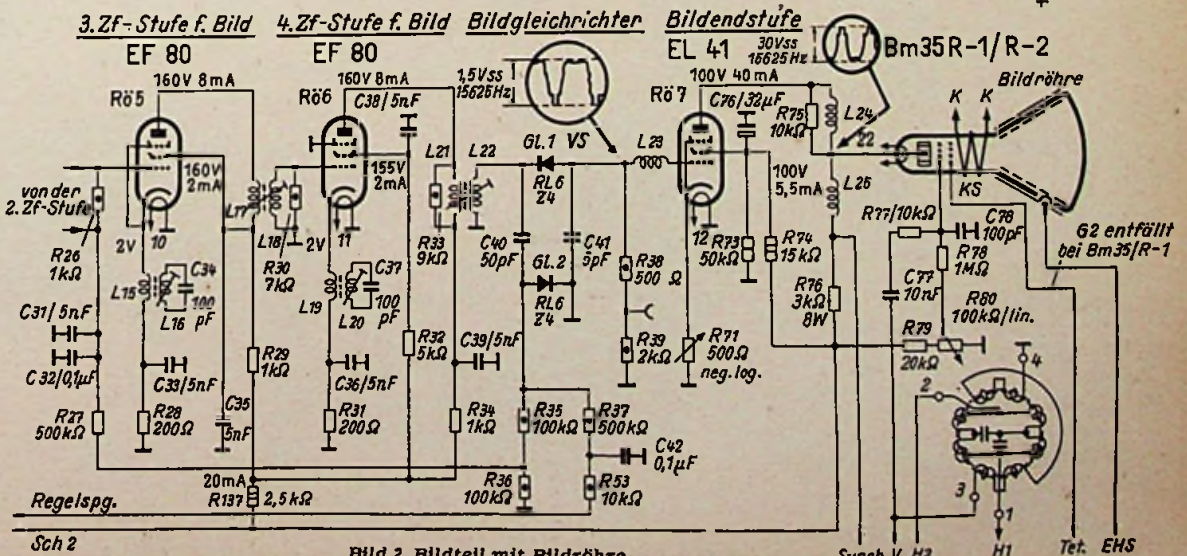 3. Zf-Stufe f. Bild
4. Zf-Stufe f. Bild
Bildgleichrichter
Bildendstufe
EF 80
EF 80
EL 41
Bm35R-1/R-2
160V 8mA
160V 8mA
1,5Vss
15625Hz
100V 40mA
30Vss
15625Hz
Bildröhre
Rö5
Rö6
C38/5nF
Rö7
C76/32µF
R75
10kΩ
L24
K
K
L21
L22
Gl.1 VS
L23
22
160V
2mA
155V
2mA
RL6
Z4
100V
5,5mA
L25
KS
von der
2. Zf-Stufe
L17
L18
2V
10
2V
11
12
R26
1kΩ
R30
7kΩ
R33
9kΩ
C40
50pF
C41
5pF
Gl.2
RL6
Z4
R38
500Ω
R73
50kΩ
R74
15kΩ
R77/10kΩ
C78
100pF
G2 entfällt
bei Bm35/R-1
L15
L16
C34
100
pF
L19
L20
C37
100
pF
R76
3kΩ
8W
C77
10nF
R78
1MΩ
R80
100kΩ/lin.
C31/5nF
C32/0,1µF
C33/5nF
R29
1kΩ
C36/5nF
R32
5kΩ
C39/5nF
R39
2kΩ
R71
500Ω
neg.log.
R79
20kΩ
4
2
R27
500kΩ
R28
200Ω
C35
5nF
R31
200Ω
R34
1kΩ
R35
100kΩ
R37
500kΩ
C42
0,1µF
20mA
R36
100kΩ
R53
10kΩ
3
1
Regelspg.
R137
2,5kΩ
Sch 2
Bild 2. Bildteil mit Bildröhre
Synch.
V
H2
H1
Tet.
EHS